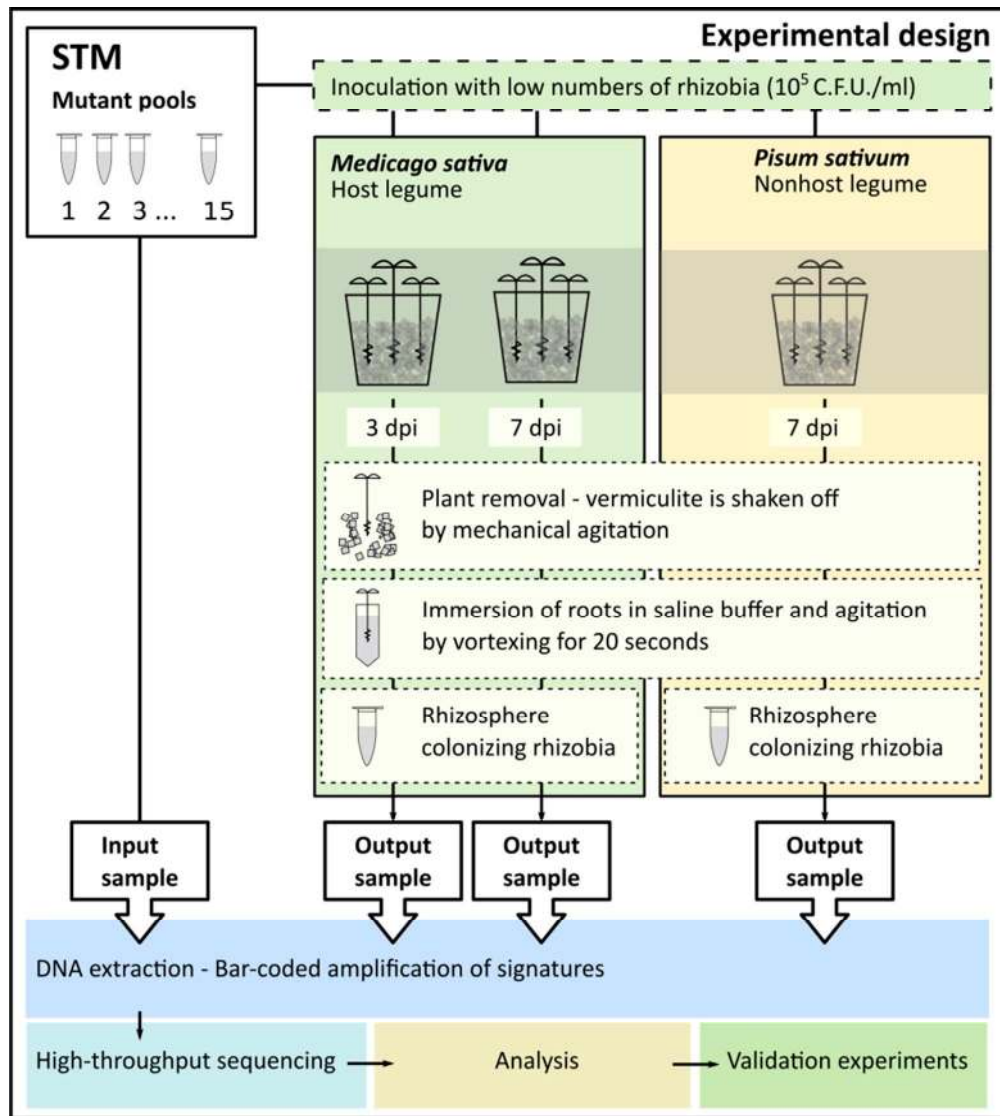 Experimental design
STM
Mutant pools
1 2 3 ... 15
Inoculation with low numbers of rhizobia (10⁵ C.F.U./ml)
Medicago sativa
Host legume
Pisum sativum
Nonhost legume
3 dpi
7 dpi
7 dpi
Plant removal - vermiculite is shaken off
by mechanical agitation
Immersion of roots in saline buffer and agitation
by vortexing for 20 seconds
Rhizosphere
colonizing rhizobia
Rhizosphere
colonizing rhizobia
Input
sample
Output
sample
Output
sample
Output
sample
DNA extraction - Bar-coded amplification of signatures
High-throughput sequencing
Analysis
Validation experiments